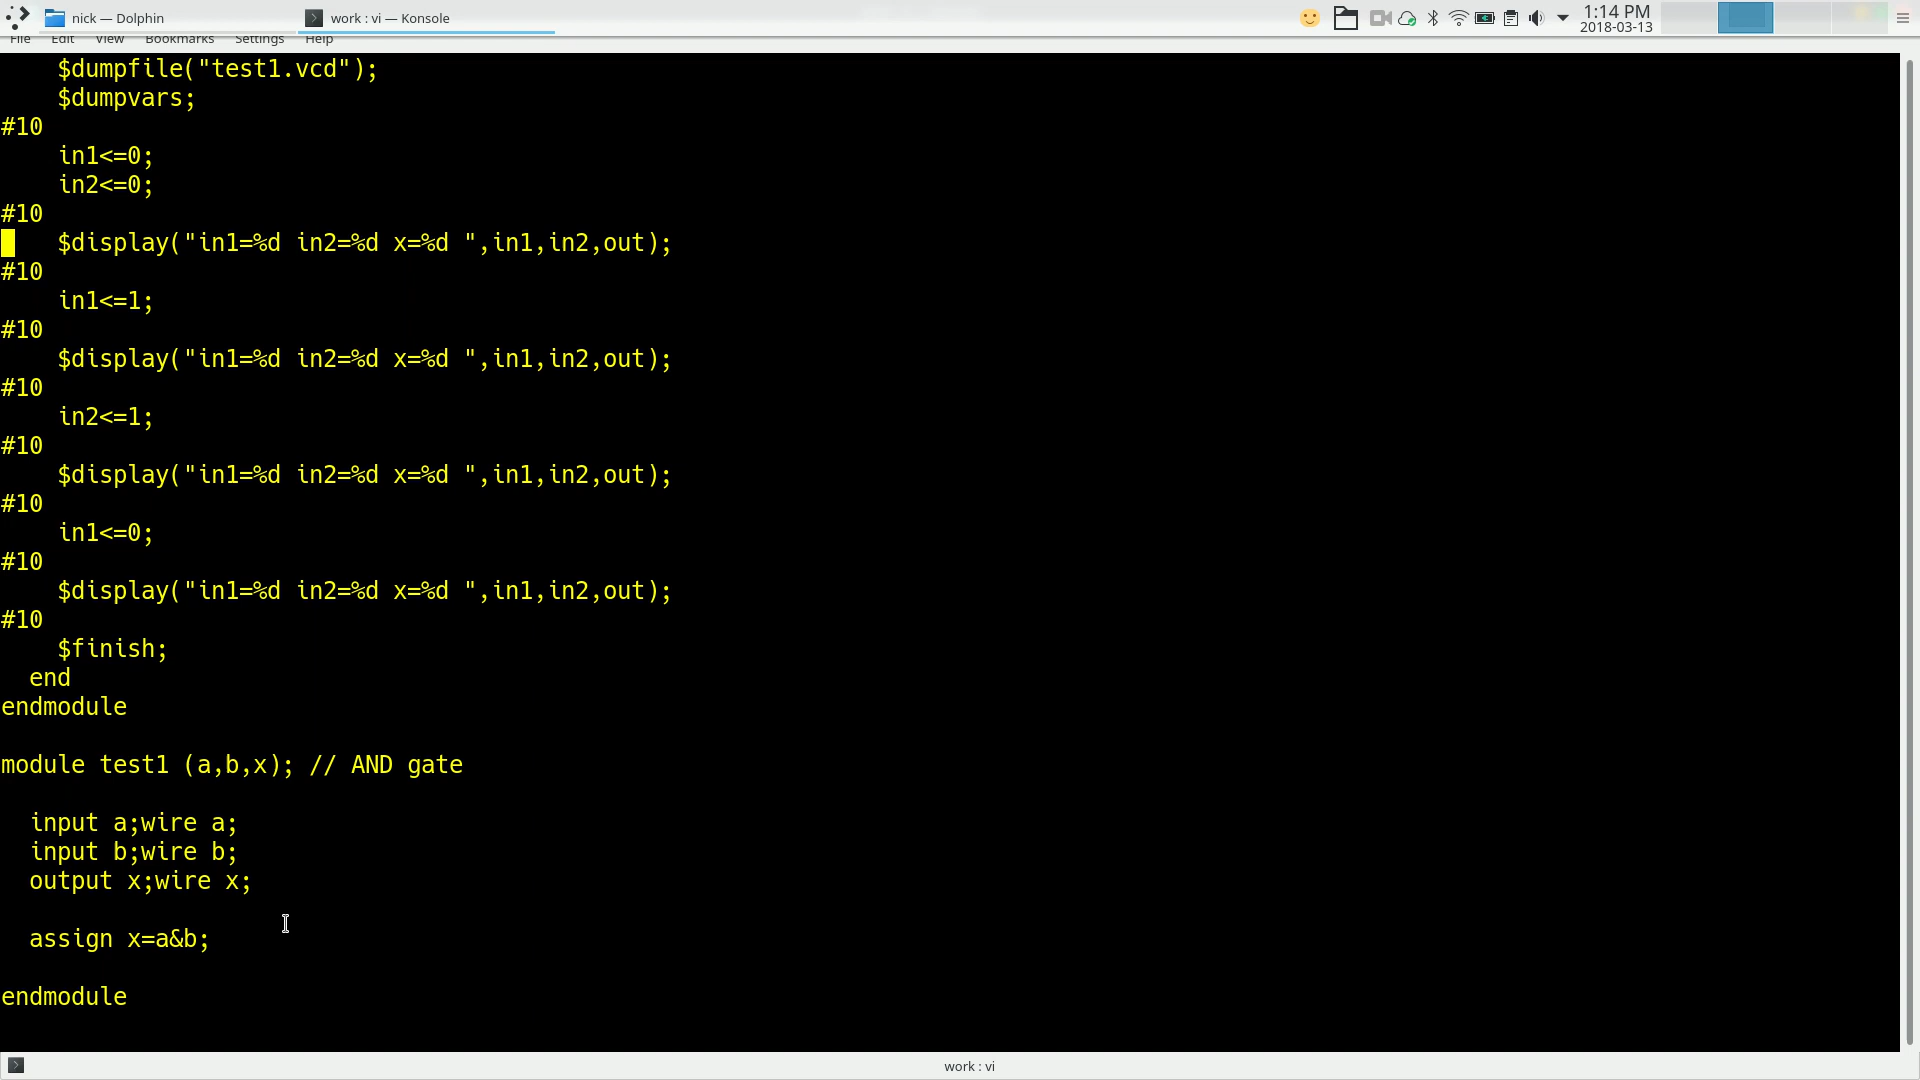 nick — Dolphin
work : vi — Konsole
1:14 PM
2018-03-13
File Edit View Bookmarks Settings Help
$dumpfile("test1.vcd");
$dumpvars;
#10
in1<=0;
in2<=0;
#10
$display("in1=%d in2=%d x=%d ",in1,in2,out);
#10
in1<=1;
#10
$display("in1=%d in2=%d x=%d ",in1,in2,out);
#10
in2<=1;
#10
$display("in1=%d in2=%d x=%d ",in1,in2,out);
#10
in1<=0;
#10
$display("in1=%d in2=%d x=%d ",in1,in2,out);
#10
$finish;
end
endmodule
module test1 (a,b,x); // AND gate
input a;wire a;
input b;wire b;
output x;wire x;
assign x=a&b;
endmodule
work : vi